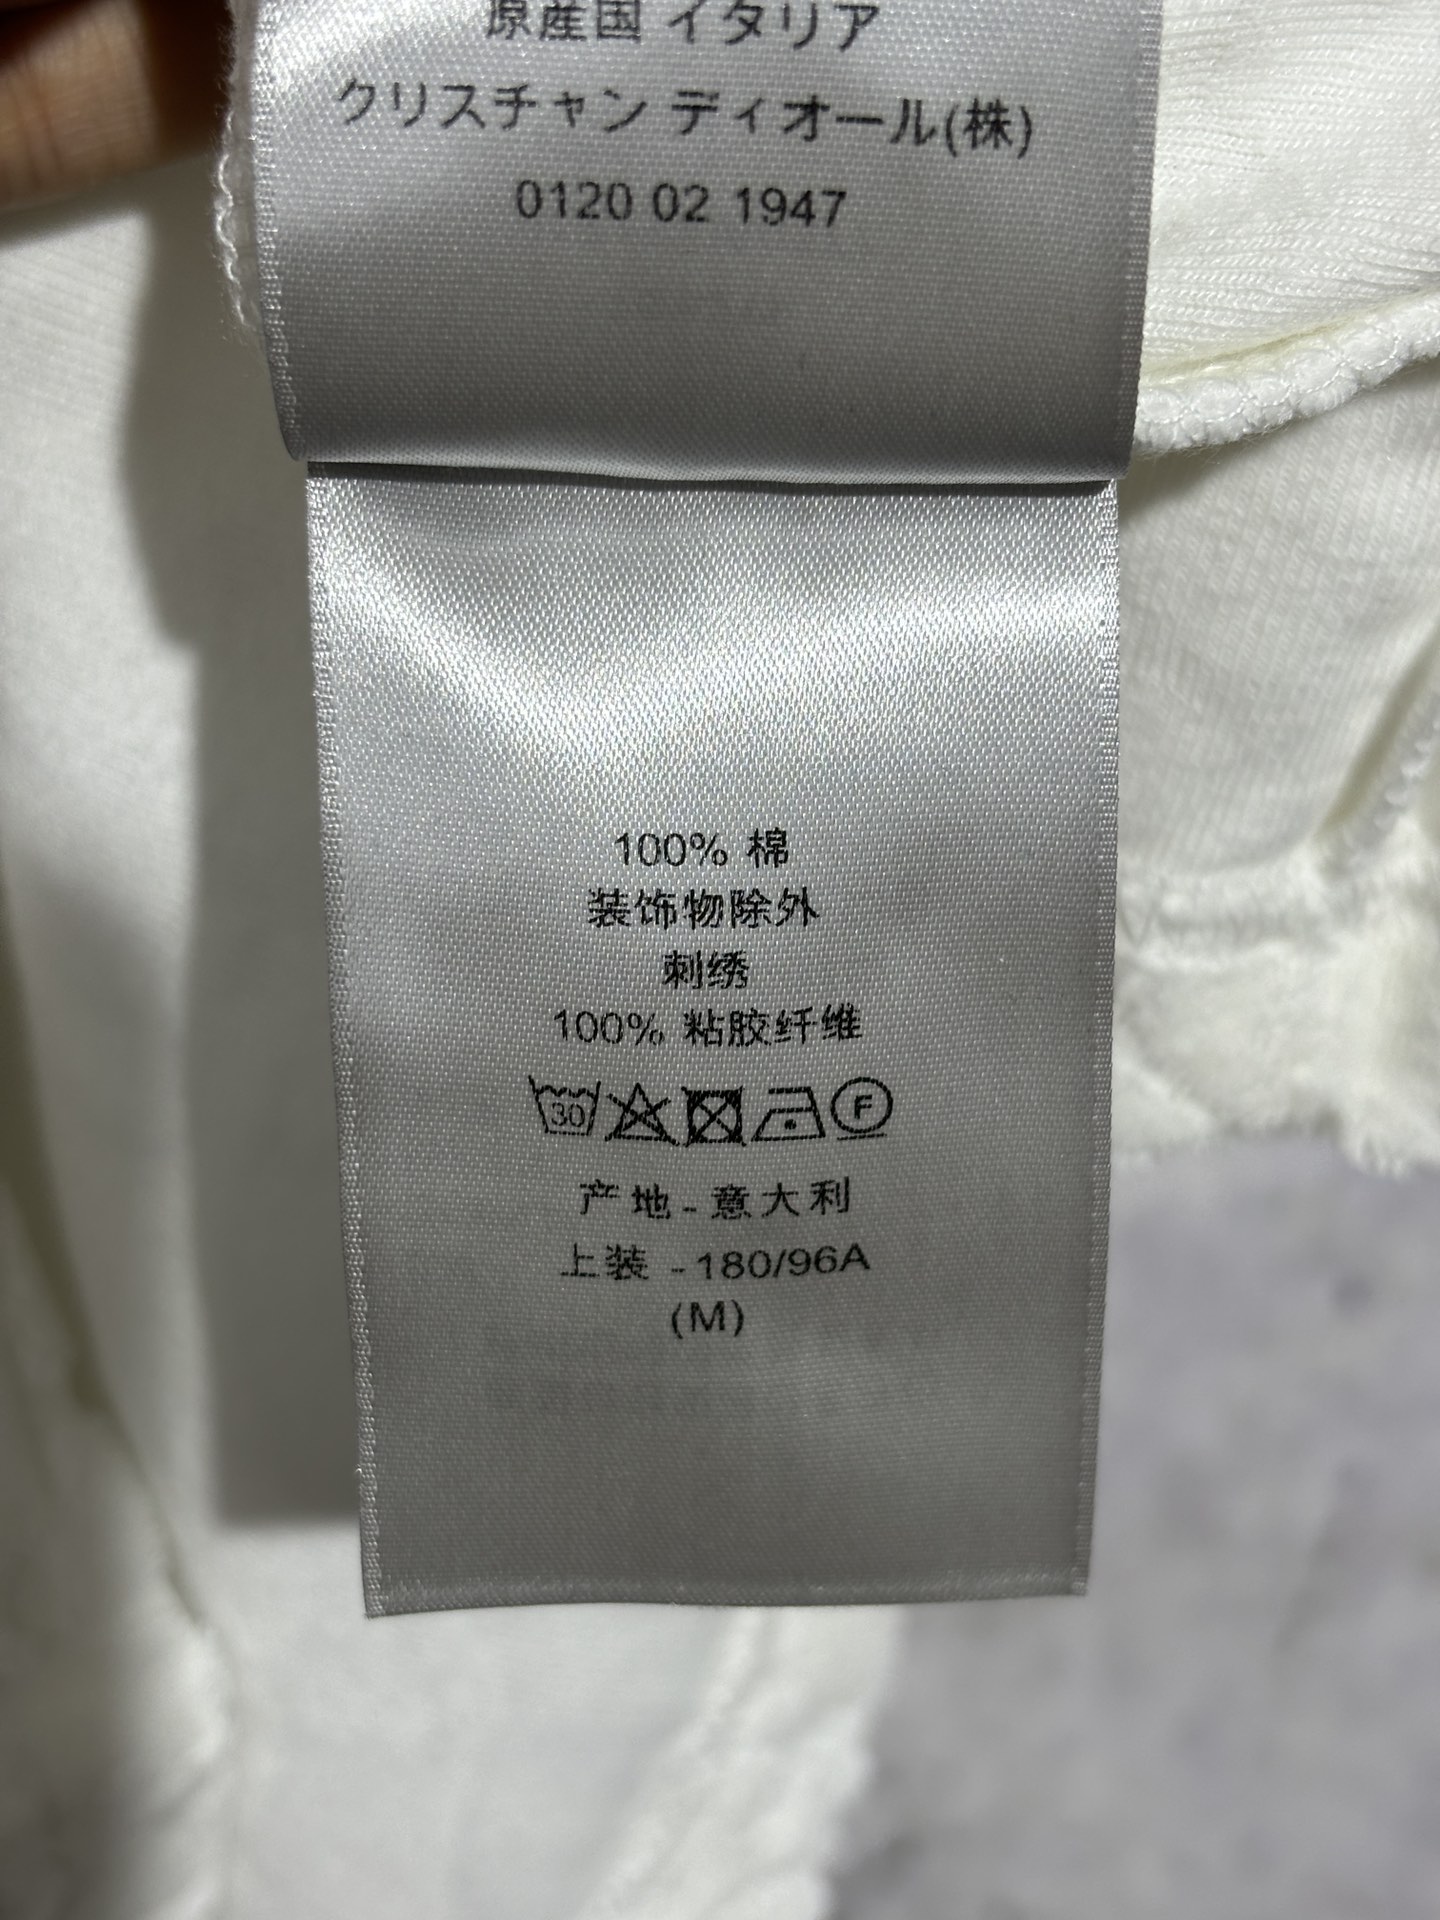 原産国 イタリア
クリスチャン ディオール(株)
0120 02 1947
100% 棉
装饰物除外
刺绣
100% 粘胶纤维
30 F
产地-意大利
上装 -180/96A
(M)